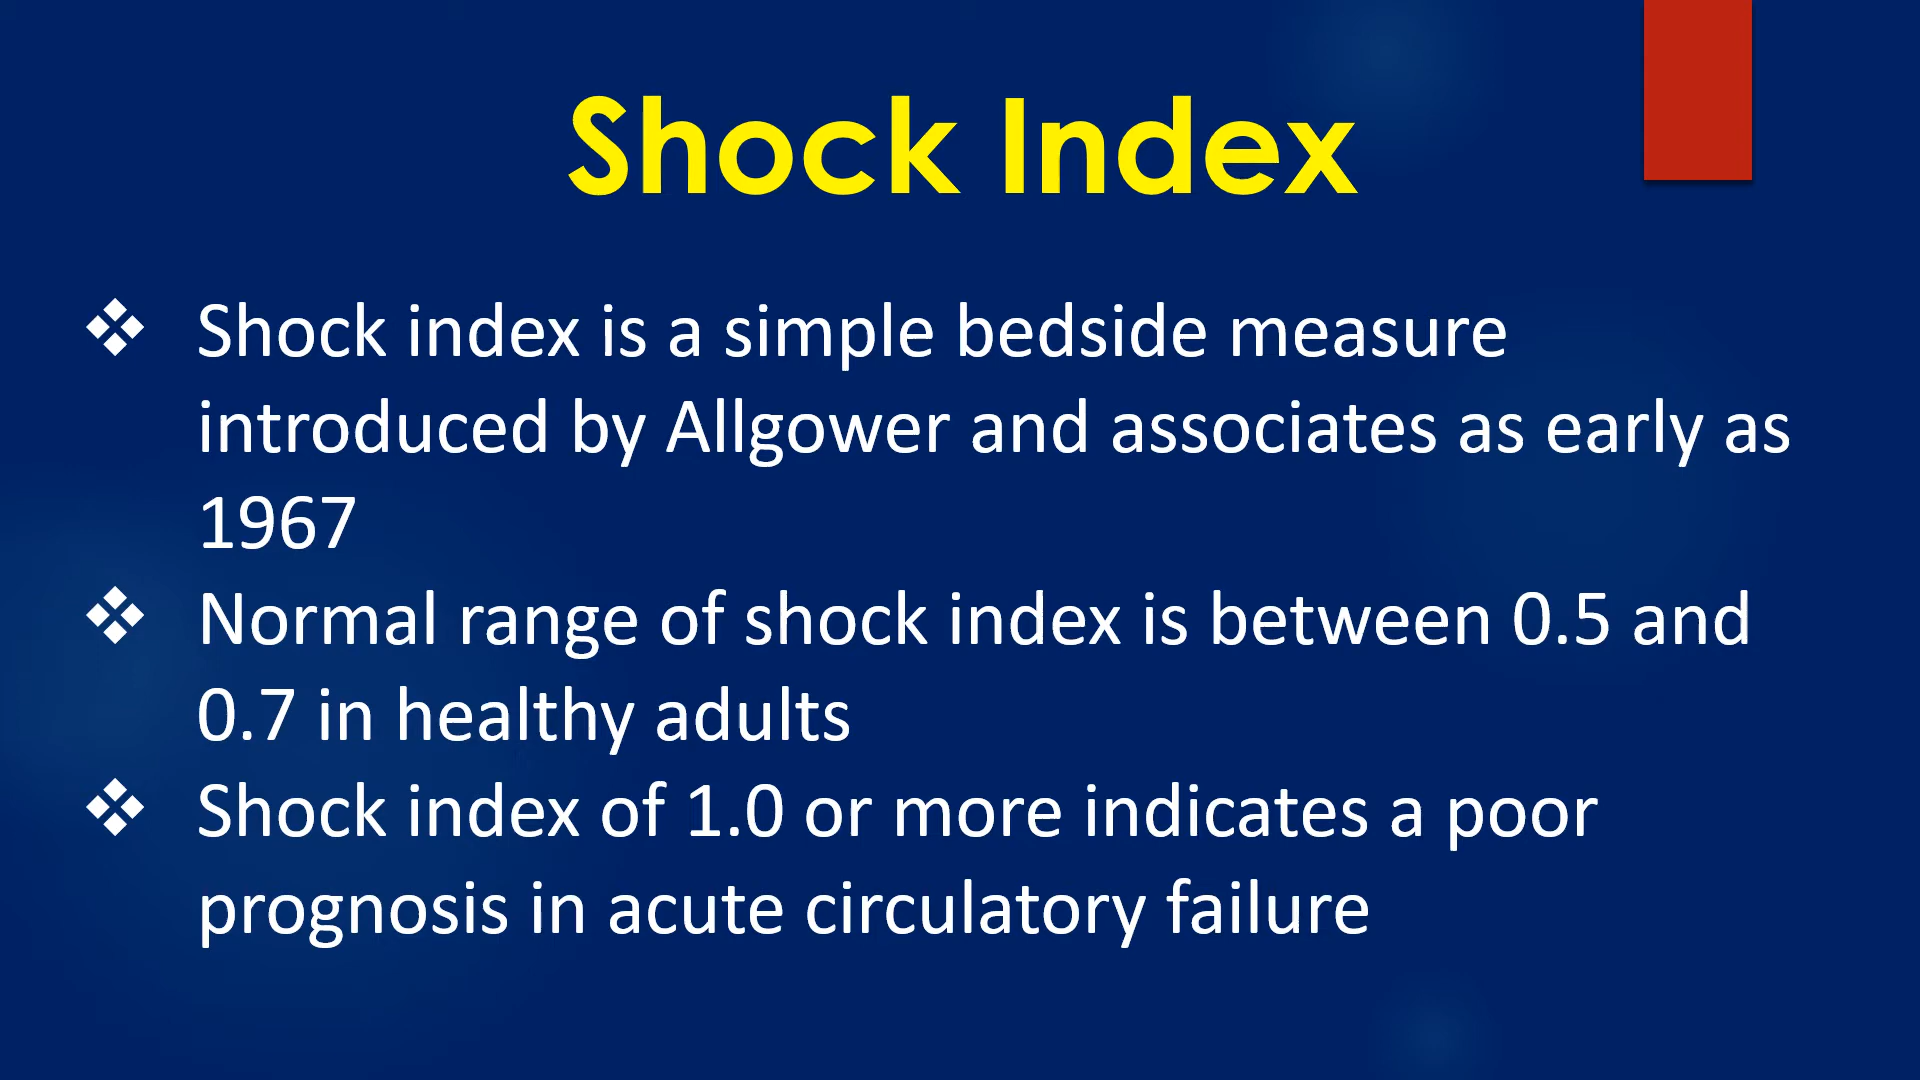 Shock Index
Shock index is a simple bedside measure
introduced by Allgower and associates as early as
1967
Normal range of shock index is between 0.5 and
0.7 in healthy adults
Shock index of 1.0 or more indicates a poor
prognosis in acute circulatory failure